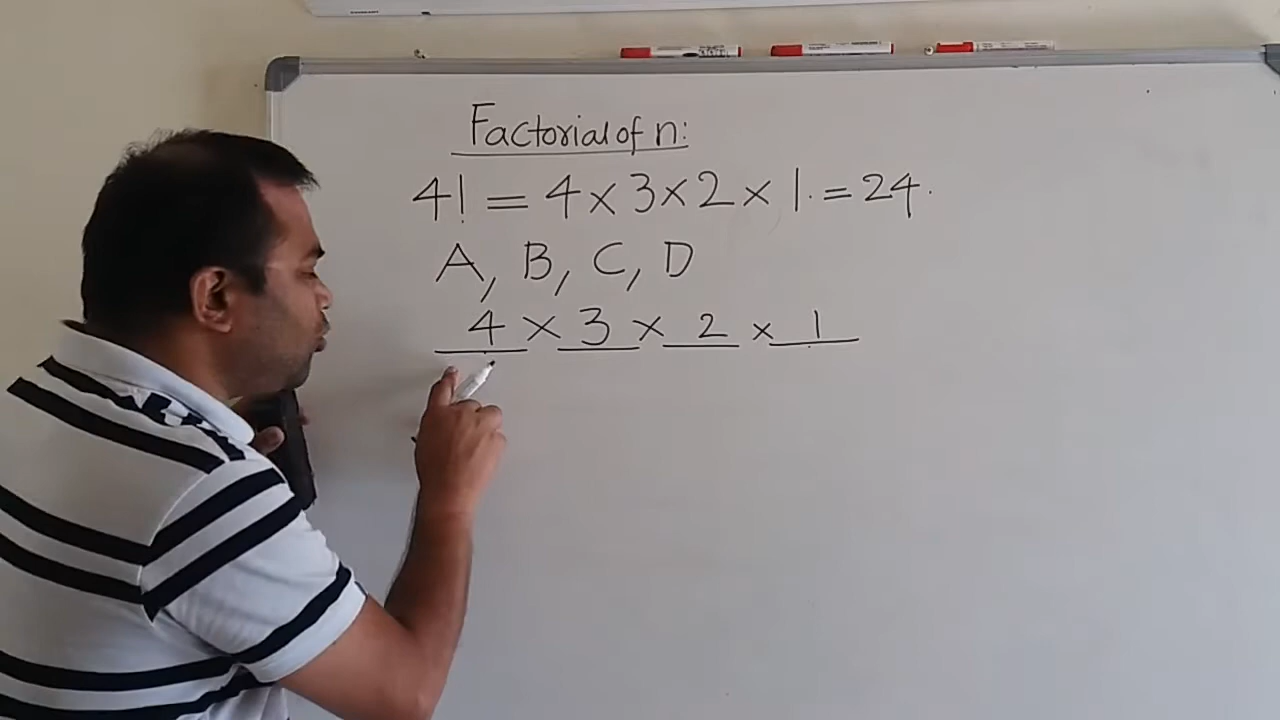 Factorial of n:
4! = 4 × 3 × 2 × 1. = 24.
A, B, C, D
4 × 3 × 2 × 1